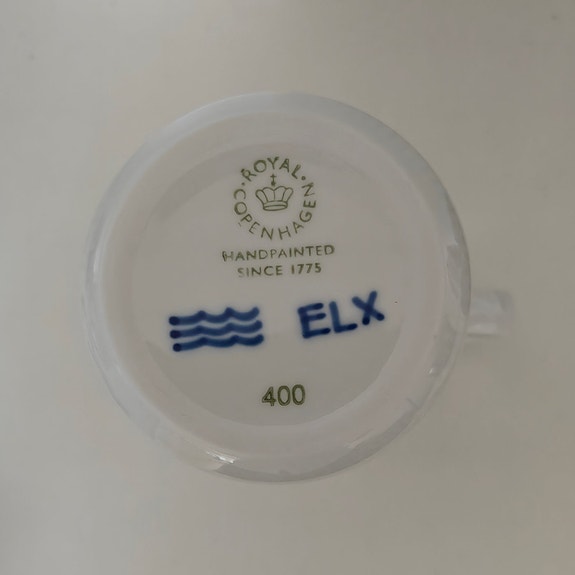 ROYAL
COPENHAGEN
HANDPAINTED
SINCE 1775
ELX
400